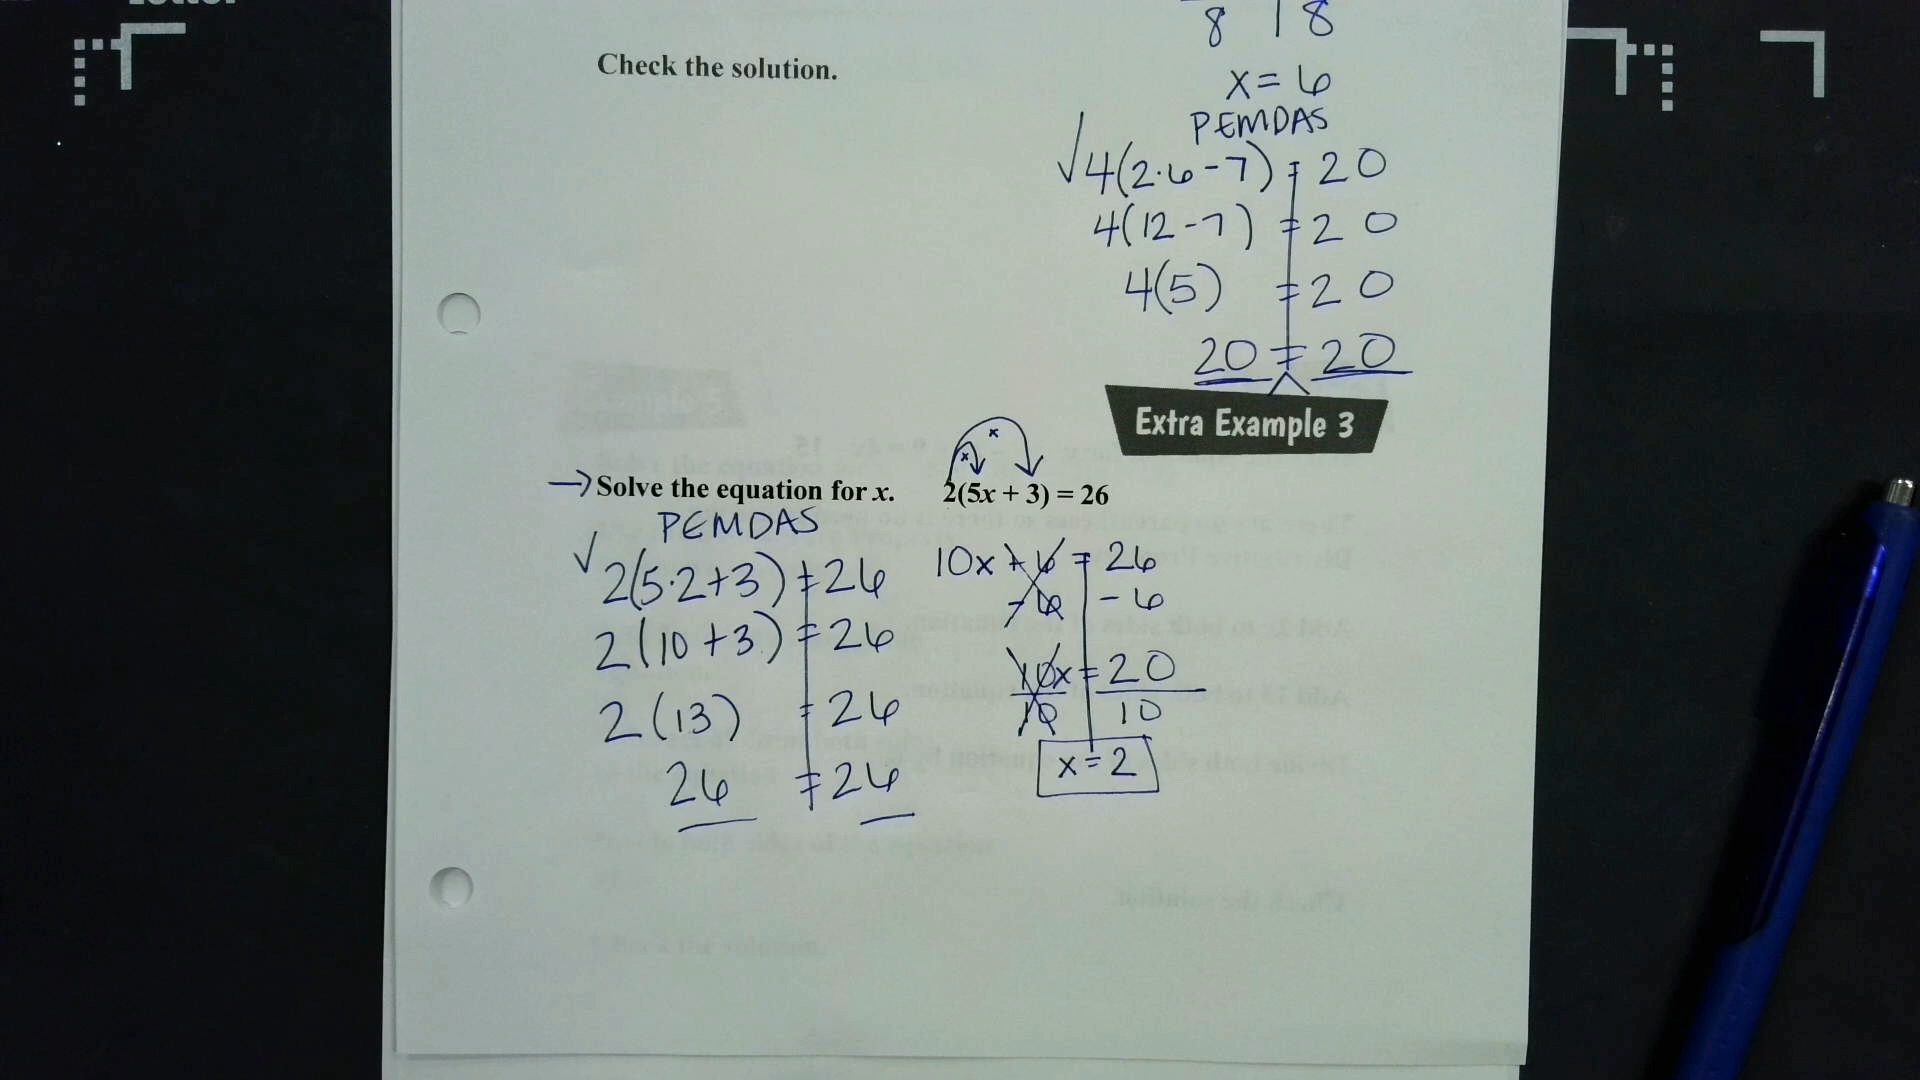 8 | 8
Check the solution.
x = 6
PEMDAS
√ 4(2·6-7) = 20
4(12-7) = 20
4(5) = 20
20 = 20
Extra Example 3
x
x
→ Solve the equation for x. 2(5x + 3) = 26
PEMDAS
√ 2(5·2+3) = 26
2(10+3) = 26
2(13) = 26
26 = 26
10x + 6 = 26
-6 | -6
10x = 20
10 | 10
x = 2